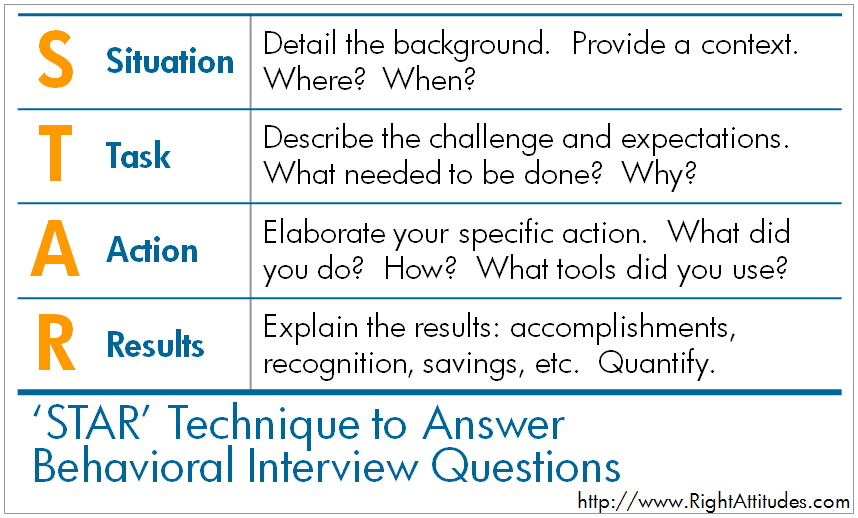 S Situation Detail the background. Provide a context.
Where? When?
T Task Describe the challenge and expectations.
What needed to be done? Why?
A Action Elaborate your specific action. What did
you do? How? What tools did you use?
R Results Explain the results: accomplishments,
recognition, savings, etc. Quantify.
‘STAR’ Technique to Answer
Behavioral Interview Questions
http://www.RightAttitudes.com